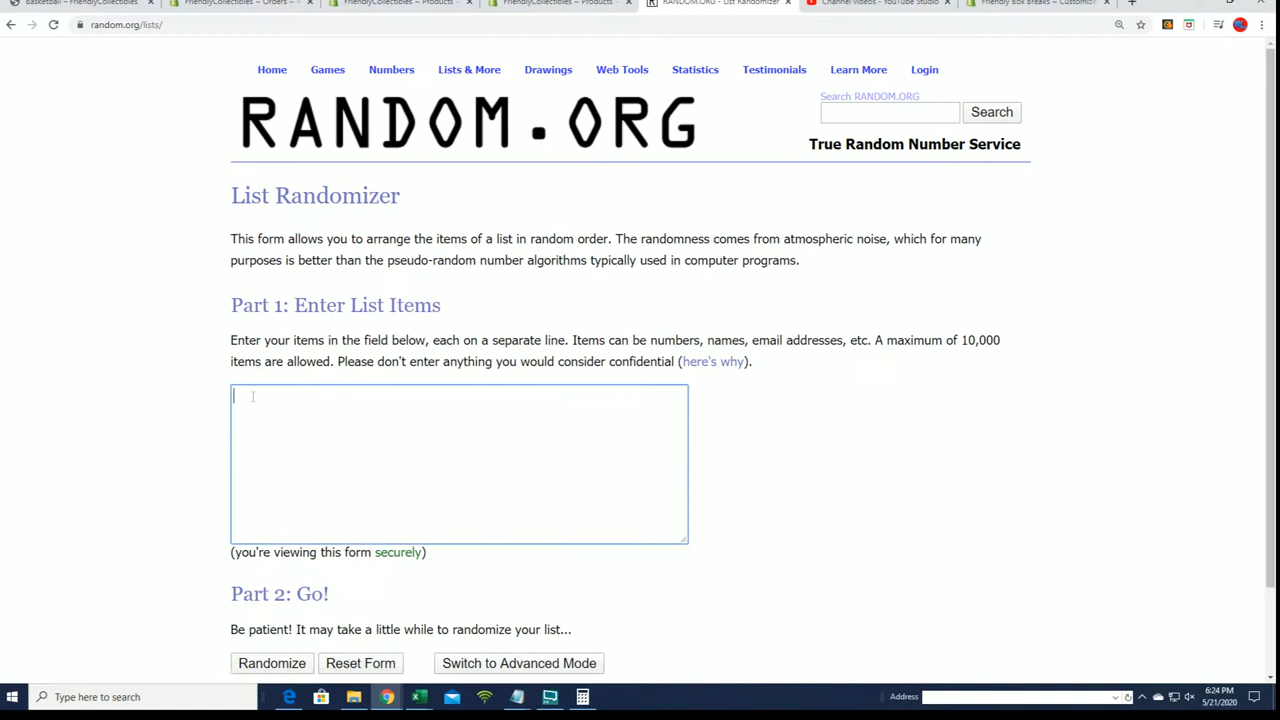 Basketball – FriendlyCollectibles × FriendlyCollectibles ~ Orders × FriendlyCollectibles ~ Products × FriendlyCollectibles ~ Products × RANDOM.ORG - List Randomizer × Channel videos - YouTube Studio × Friendly Box Breaks ~ Customiz ×
random.org/lists/
Home Games Numbers Lists & More Drawings Web Tools Statistics Testimonials Learn More Login
RANDOM.ORG
Search RANDOM.ORG
Search
True Random Number Service
List Randomizer
This form allows you to arrange the items of a list in random order. The randomness comes from atmospheric noise, which for many
purposes is better than the pseudo-random number algorithms typically used in computer programs.
Part 1: Enter List Items
Enter your items in the field below, each on a separate line. Items can be numbers, names, email addresses, etc. A maximum of 10,000
items are allowed. Please don't enter anything you would consider confidential (here's why).
(you're viewing this form securely)
Part 2: Go!
Be patient! It may take a little while to randomize your list...
Randomize Reset Form Switch to Advanced Mode
Type here to search
Address
6:24 PM
5/21/2020